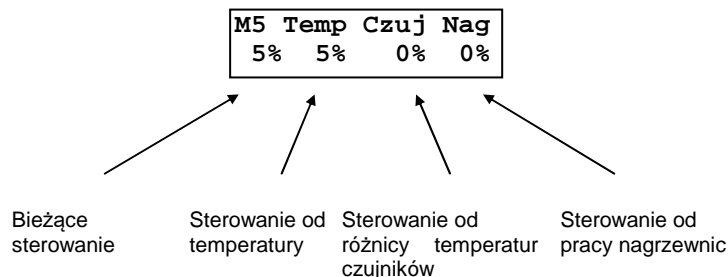 M5 Temp Czuj Nag
5% 5% 0% 0%
Bieżące
sterowanie
Sterowanie od
temperatury
Sterowanie od
różnicy temperatur
czujników
Sterowanie od
pracy nagrzewnic